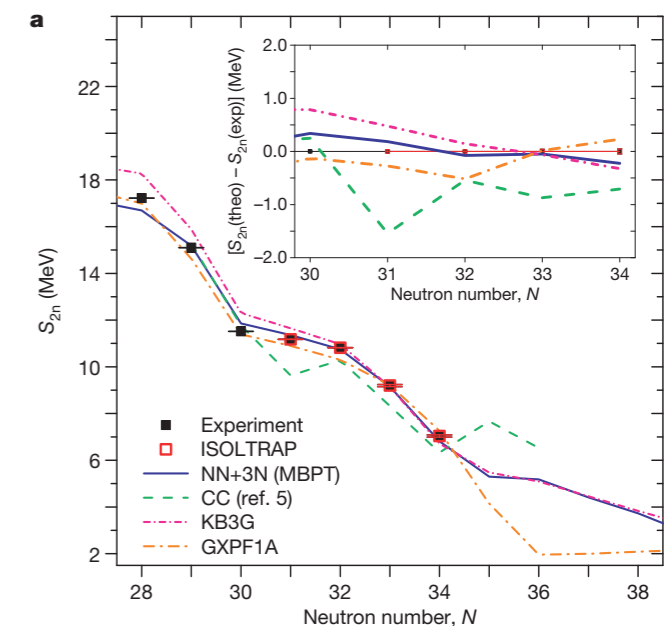 a
S2n (MeV)
22
18
14
10
6
2
28
30
32
34
36
38
Neutron number, N
Experiment
ISOLTRAP
NN+3N (MBPT)
CC (ref. 5)
KB3G
GXPF1A
[S2n(theo) − S2n(exp)] (MeV)
2.0
1.0
0.0
−1.0
−2.0
30
31
32
33
34
Neutron number, N